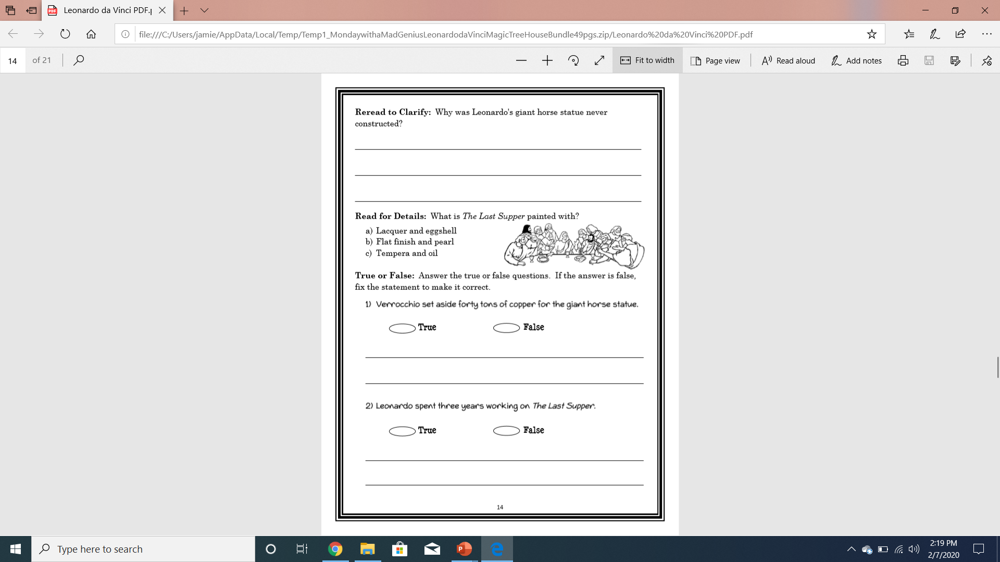 Leonardo da Vinci PDF.p
file:///C:/Users/jamie/AppData/Local/Temp/Temp1_MondaywithaMadGeniusLeonardodaVinciMagicTreeHouseBundle49pgs.zip/Leonardo%20da%20Vinci%20PDF.pdf
14 of 21 Fit to width Page view Read aloud Add notes
Reread to Clarify: Why was Leonardo's giant horse statue never
constructed?
Read for Details: What is The Last Supper painted with?
a) Lacquer and eggshell
b) Flat finish and pearl
c) Tempera and oil
True or False: Answer the true or false questions. If the answer is false,
fix the statement to make it correct.
1) Verrocchio set aside forty tons of copper for the giant horse statue.
True False
2) Leonardo spent three years working on The Last Supper.
True False
14
Type here to search
2:19 PM
2/7/2020